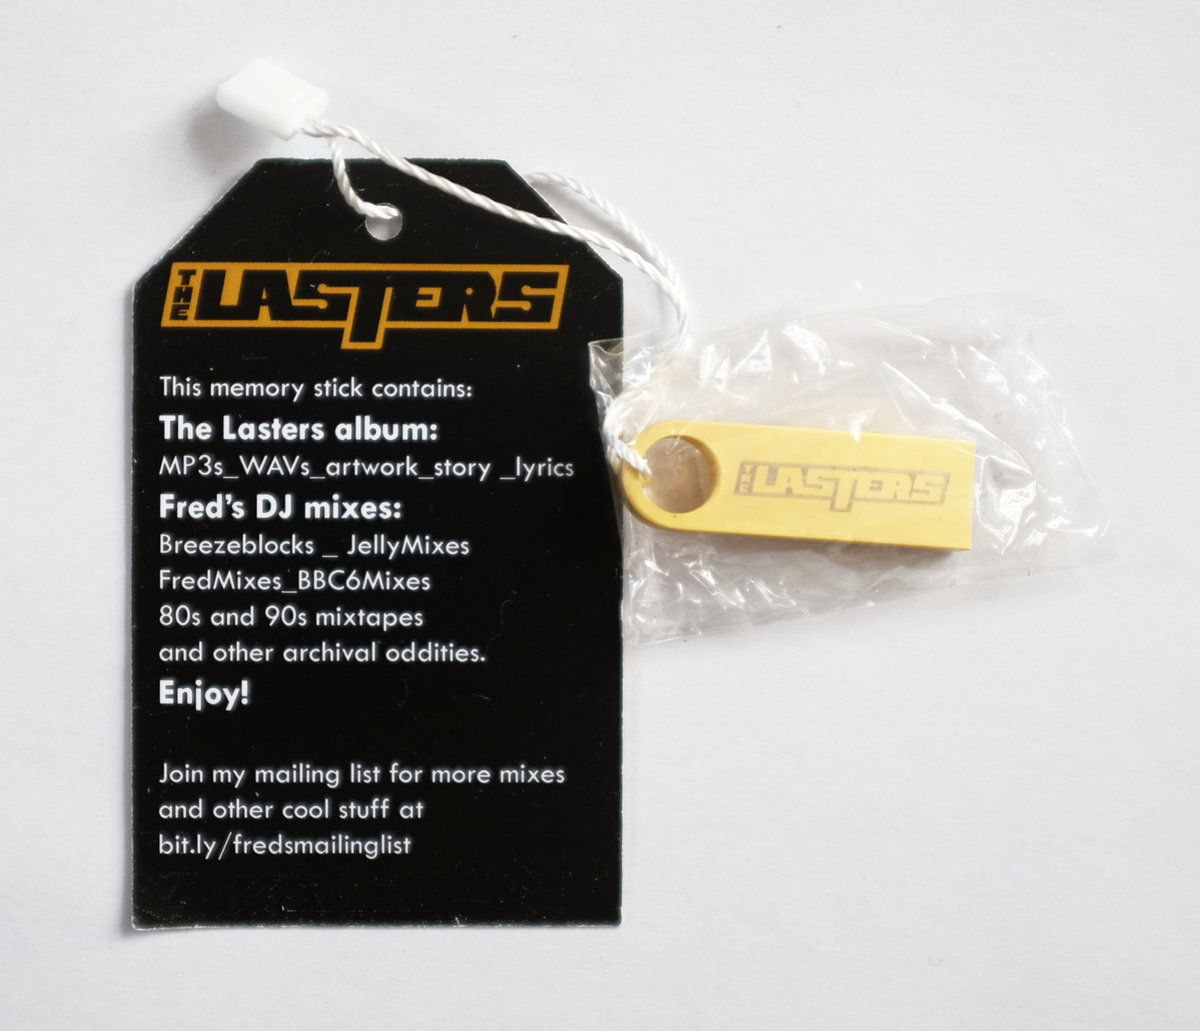 THE LASTERS
This memory stick contains:
The Lasters album:
MP3s_WAVs_artwork_story _lyrics
Fred's DJ mixes:
Breezeblocks _ JellyMixes
FredMixes_BBC6Mixes
80s and 90s mixtapes
and other archival oddities.
Enjoy!
Join my mailing list for more mixes
and other cool stuff at
bit.ly/fredsmailinglist
THE LASTERS